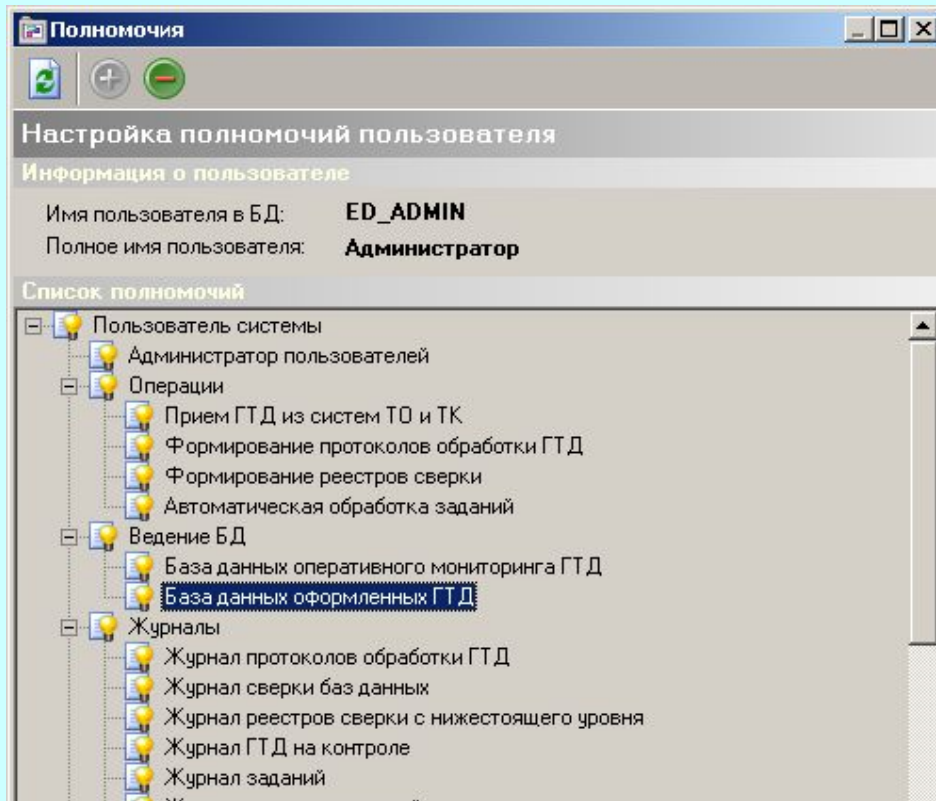 Полномочия
Настройка полномочий пользователя
Информация о пользователе
Имя пользователя в БД: ED_ADMIN
Полное имя пользователя: Администратор
Список полномочий
Пользователь системы
Администратор пользователей
Операции
Прием ГТД из систем ТО и ТК
Формирование протоколов обработки ГТД
Формирование реестров сверки
Автоматическая обработка заданий
Ведение БД
База данных оперативного мониторинга ГТД
База данных оформленных ГТД
Журналы
Журнал протоколов обработки ГТД
Журнал сверки баз данных
Журнал реестров сверки с нижестоящего уровня
Журнал ГТД на контроле
Журнал заданий